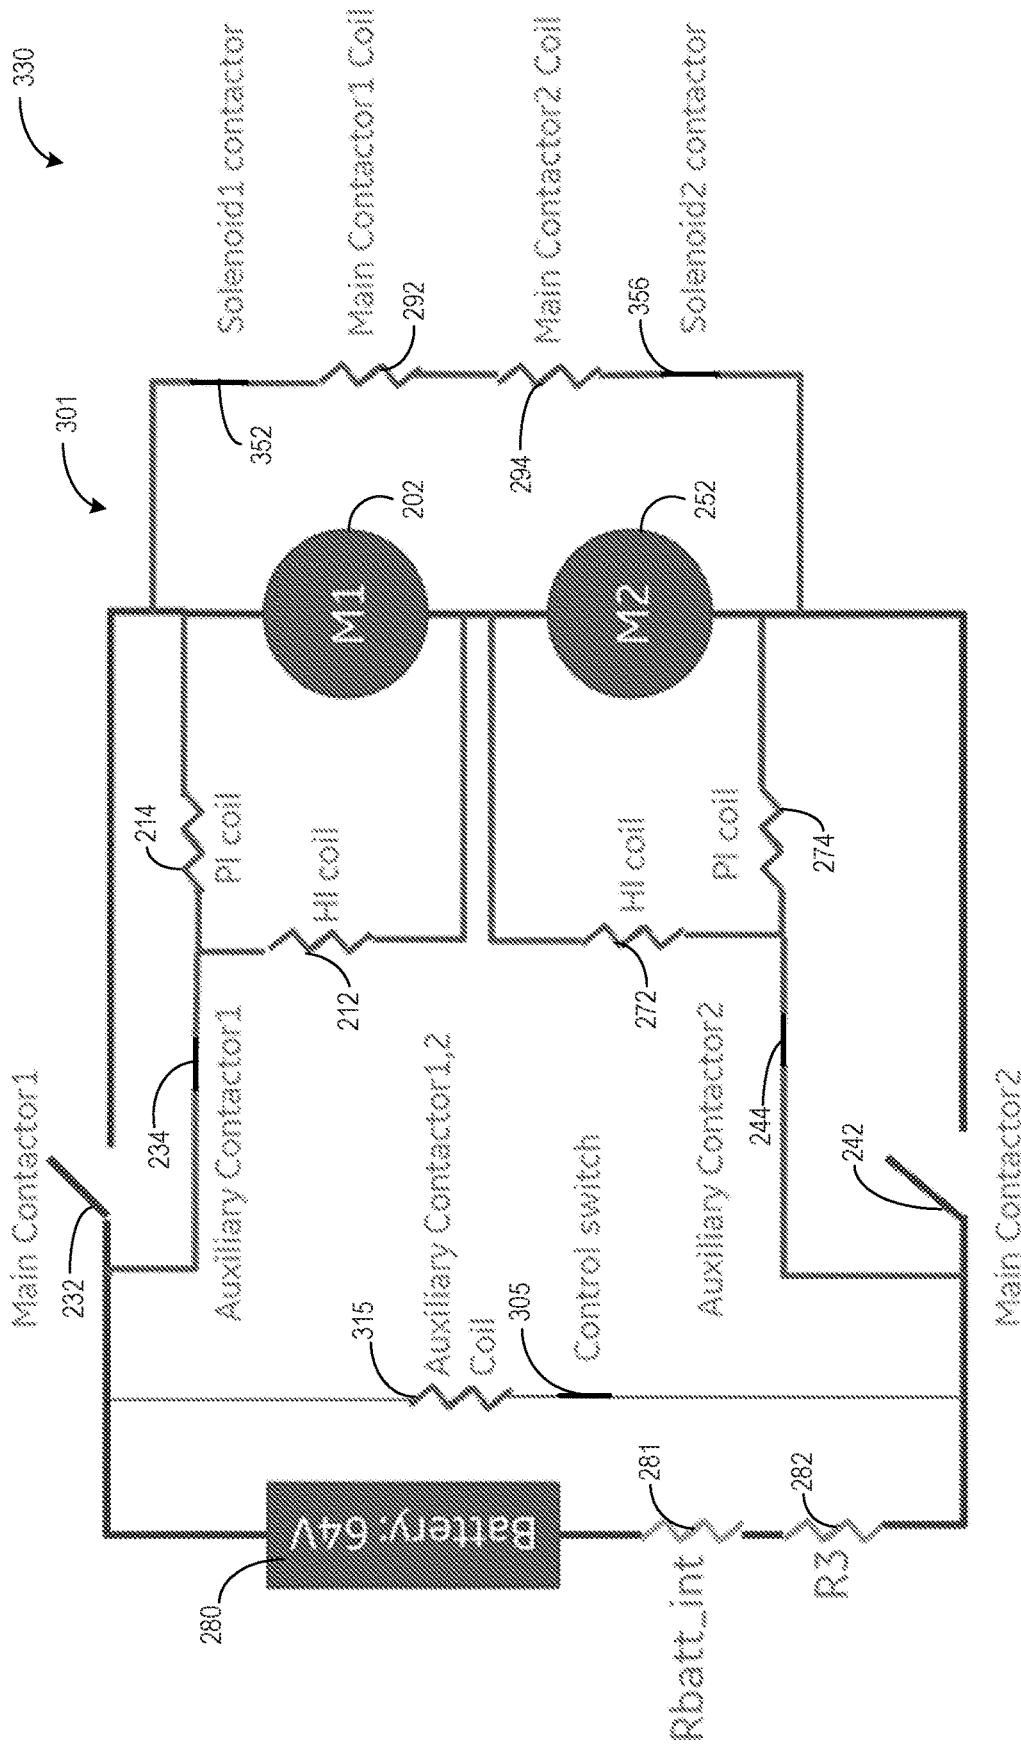 330
301
Main Contactor1
232
234
214
PI coil
Auxiliary Contactor1
HI coil
212
M1
202
352
Solenoid1 contactor
Main Contactor1 Coil
292
Main Contactor2 Coil
294
356
Solenoid2 contactor
315
Auxiliary Contactor1,2
Coil
305
Control switch
280
Battery: 64V
Rbatt_int
281
R3
282
HI coil
272
M2
252
PI coil
274
Auxiliary Contactor2
244
242
Main Contactor2